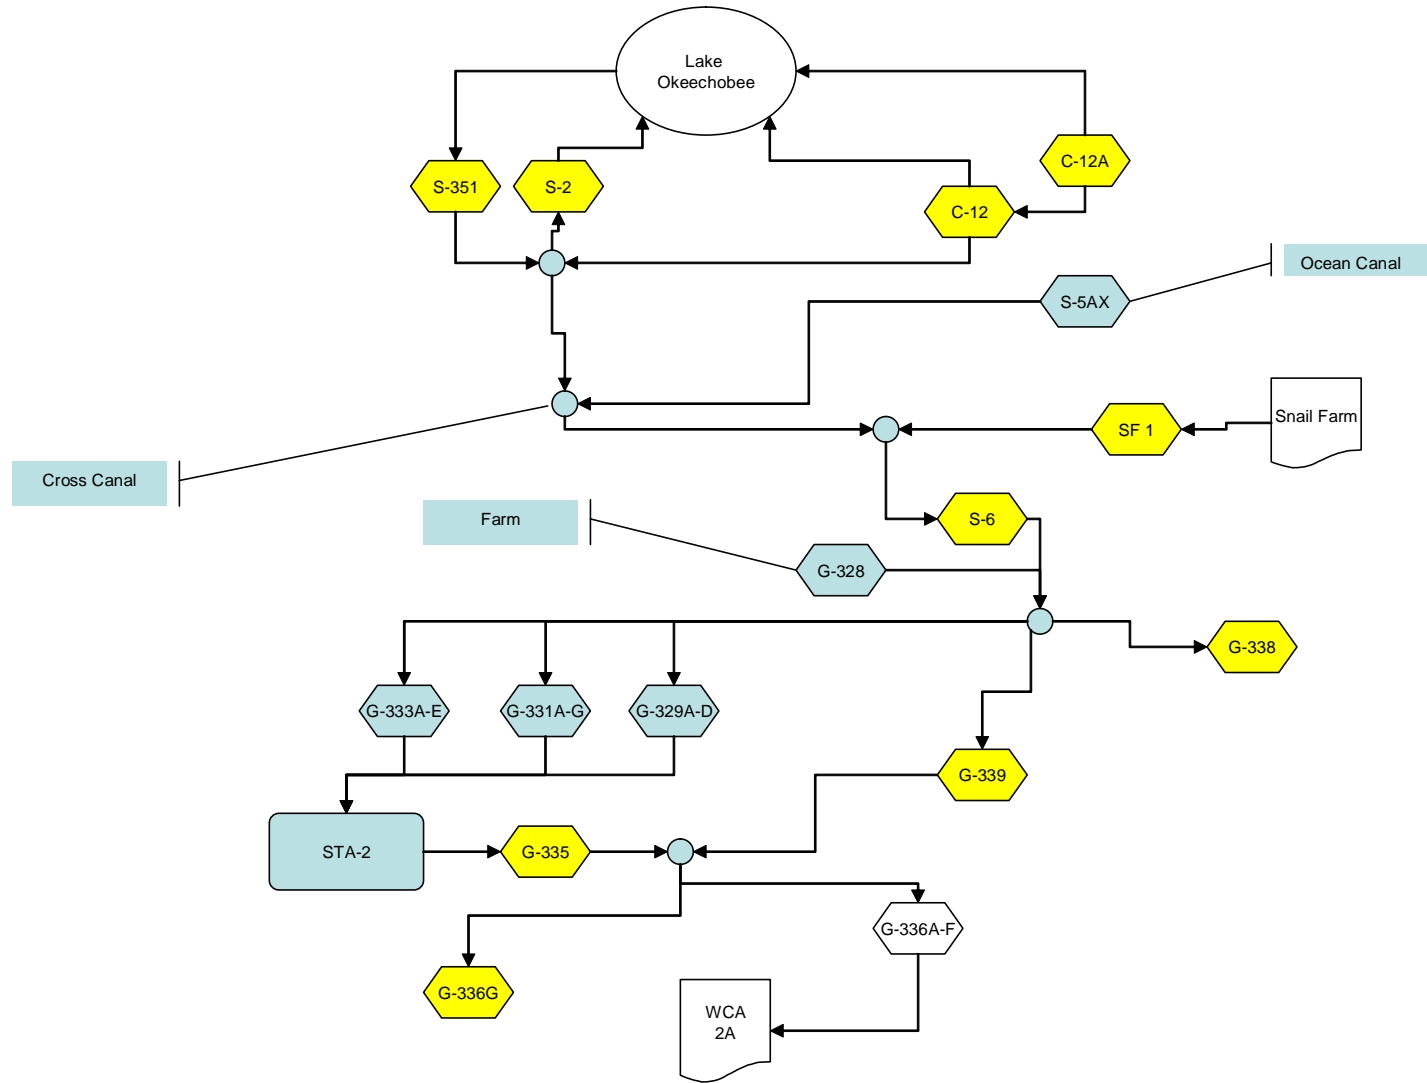 Lake
Okeechobee
C-12A
S-351
S-2
C-12
Ocean Canal
S-5AX
Snail Farm
SF 1
Cross Canal
Farm
S-6
G-328
G-338
G-333A-E
G-331A-G
G-329A-D
G-339
STA-2
G-335
G-336A-F
G-336G
WCA
2A